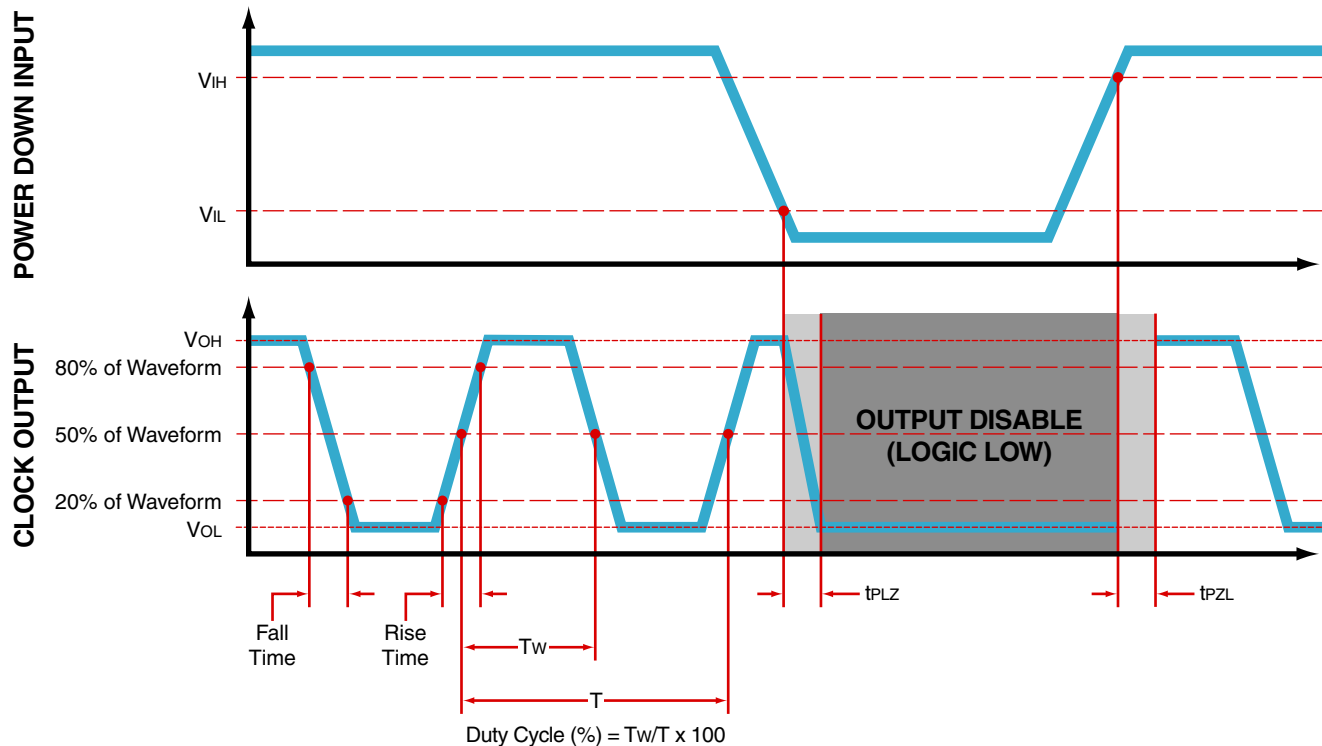 POWER DOWN INPUT
VIH
VIL
CLOCK OUTPUT
VOH
80% of Waveform
50% of Waveform
20% of Waveform
VOL
OUTPUT DISABLE
(LOGIC LOW)
tPLZ
tPZL
Fall
Time
Rise
Time
TW
T
Duty Cycle (%) = TW/T x 100